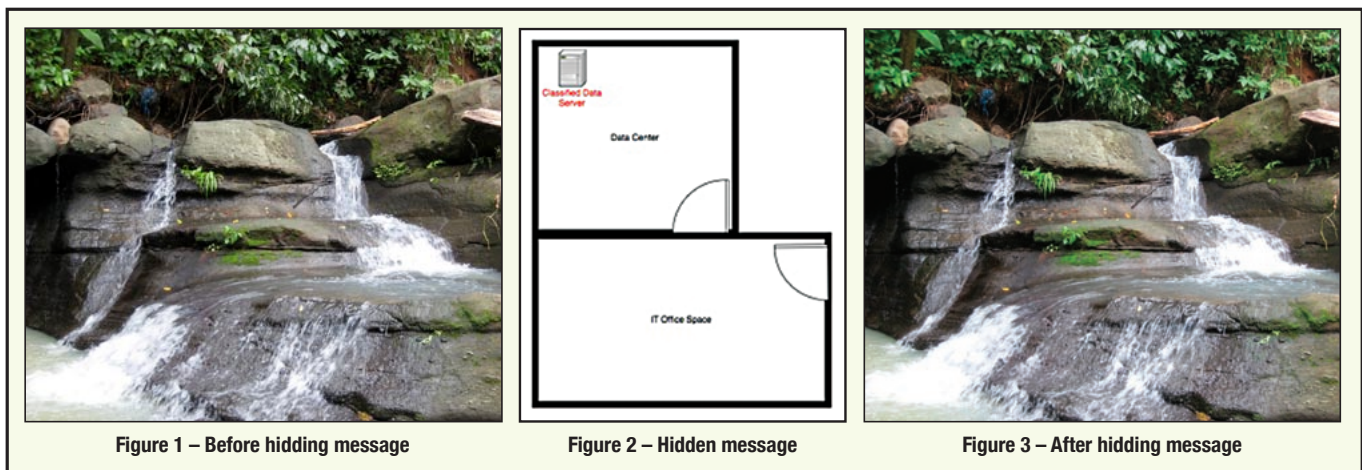 Classified Data
Server
Data Center
IT Office Space
Figure 1 – Before hidding message
Figure 2 – Hidden message
Figure 3 – After hidding message